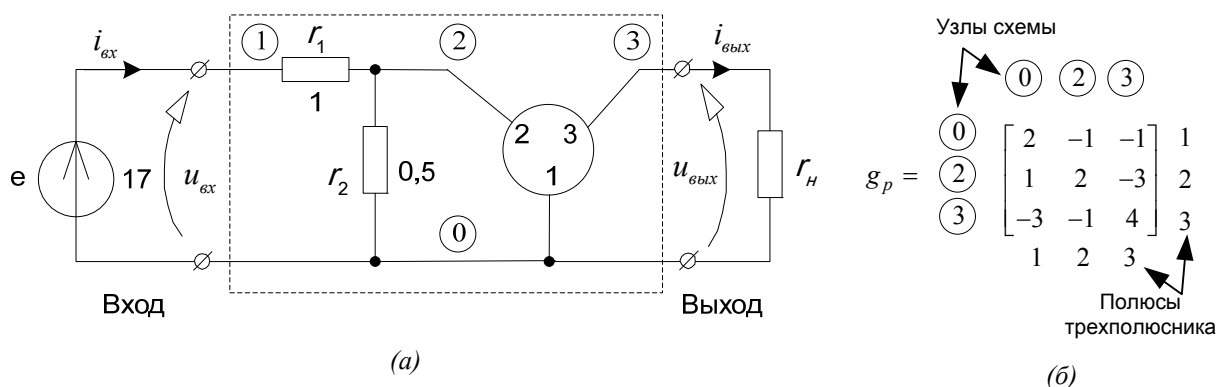 Узлы схемы
0 2 3
i_вх
1
r_1
2
3
i_вых
1
e
17
u_вх
r_2
0,5
2 3
1
u_вых
r_н
0
Вход
Выход
(а)
g_p =
0 [ 2 −1 −1 ] 1
2 [ 1 2 −3 ] 2
3 [ −3 −1 4 ] 3
1 2 3
Полюсы
трехполюсника
(б)